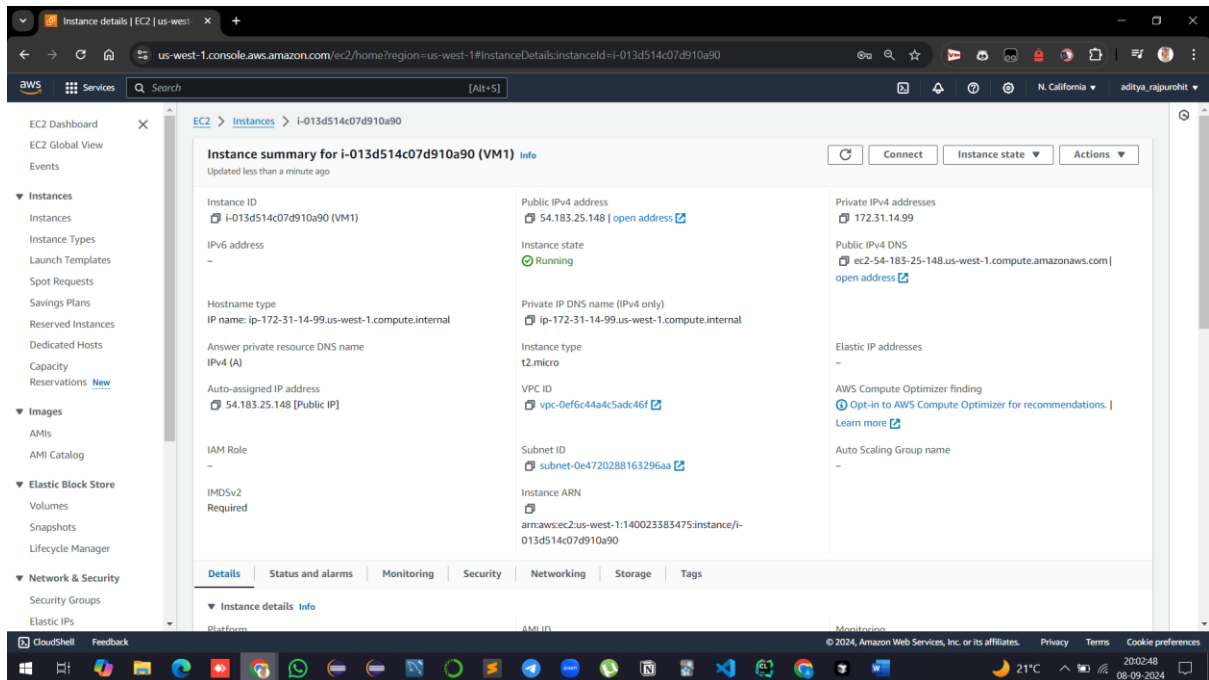 Instance details | EC2 | us-west-
us-west-1.console.aws.amazon.com/ec2/home?region=us-west-1#InstanceDetails:instanceId=i-013d514c07d910a90
aws
Services
Search
[Alt+S]
N. California
aditya_rajpurohit
EC2 Dashboard
EC2 Global View
Events
Instances
Instances
Instance Types
Launch Templates
Spot Requests
Savings Plans
Reserved Instances
Dedicated Hosts
Capacity
Reservations New
Images
AMIs
AMI Catalog
Elastic Block Store
Volumes
Snapshots
Lifecycle Manager
Network & Security
Security Groups
Elastic IPs
EC2 > Instances > i-013d514c07d910a90
Instance summary for i-013d514c07d910a90 (VM1) Info
Updated less than a minute ago
Connect
Instance state
Actions
Instance ID
i-013d514c07d910a90 (VM1)
Public IPv4 address
54.183.25.148 | open address
Private IPv4 addresses
172.31.14.99
IPv6 address
–
Instance state
Running
Public IPv4 DNS
ec2-54-183-25-148.us-west-1.compute.amazonaws.com |
open address
Hostname type
IP name: ip-172-31-14-99.us-west-1.compute.internal
Private IP DNS name (IPv4 only)
ip-172-31-14-99.us-west-1.compute.internal
Answer private resource DNS name
IPv4 (A)
Instance type
t2.micro
Elastic IP addresses
–
Auto-assigned IP address
54.183.25.148 [Public IP]
VPC ID
vpc-0ef6c44a4c5adc46f
AWS Compute Optimizer finding
Opt-in to AWS Compute Optimizer for recommendations. |
Learn more
IAM Role
–
Subnet ID
subnet-0e4720288163296aa
Auto Scaling Group name
–
IMDSv2
Required
Instance ARN
arn:aws:ec2:us-west-1:140023383475:instance/i-
013d514c07d910a90
Details
Status and alarms
Monitoring
Security
Networking
Storage
Tags
Instance details Info
Platform
AMI ID
Monitoring
CloudShell
Feedback
© 2024, Amazon Web Services, Inc. or its affiliates.
Privacy
Terms
Cookie preferences
21°C
20:02:48
08-09-2024